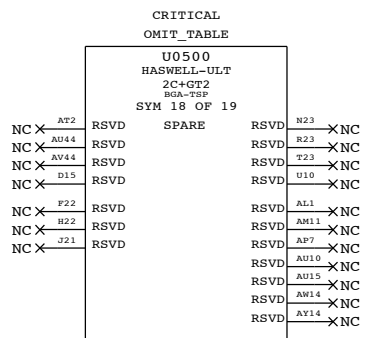 CRITICAL
OMIT_TABLE
U0500
HASWELL-ULT
2C+GT2
BGA-TSP
SYM 18 OF 19
SPARE
NC AT2 RSVD
NC AU44 RSVD
NC AV44 RSVD
NC D15 RSVD
NC F22 RSVD
NC H22 RSVD
NC J21 RSVD
RSVD N23 NC
RSVD R23 NC
RSVD T23 NC
RSVD U10 NC
RSVD AL1 NC
RSVD AM11 NC
RSVD AP7 NC
RSVD AU10 NC
RSVD AU15 NC
RSVD AW14 NC
RSVD AY14 NC